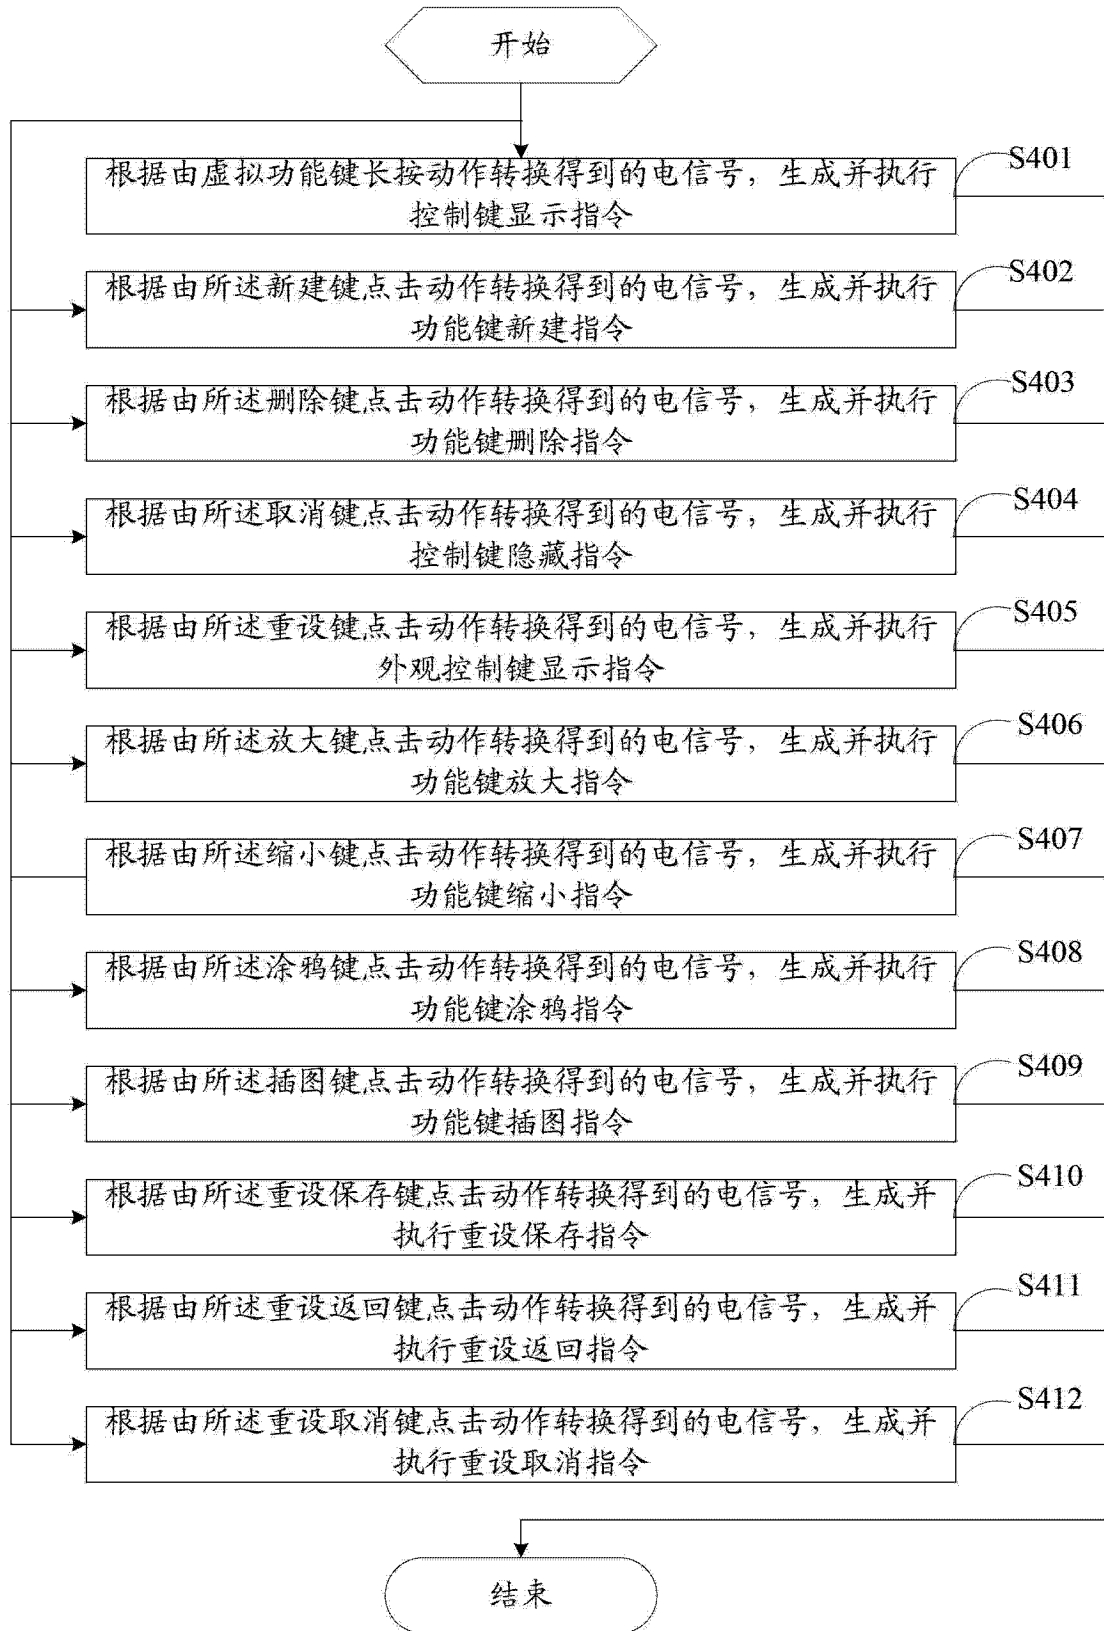 开始
根据由虚拟功能键长按动作转换得到的电信号，生成并执行
控制键显示指令
S401
根据由所述新建键点击动作转换得到的电信号，生成并执行
功能键新建指令
S402
根据由所述删除键点击动作转换得到的电信号，生成并执行
功能键删除指令
S403
根据由所述取消键点击动作转换得到的电信号，生成并执行
控制键隐藏指令
S404
根据由所述重设键点击动作转换得到的电信号，生成并执行
外观控制键显示指令
S405
根据由所述放大键点击动作转换得到的电信号，生成并执行
功能键放大指令
S406
根据由所述缩小键点击动作转换得到的电信号，生成并执行
功能键缩小指令
S407
根据由所述涂鸦键点击动作转换得到的电信号，生成并执行
功能键涂鸦指令
S408
根据由所述插图键点击动作转换得到的电信号，生成并执行
功能键插图指令
S409
根据由所述重设保存键点击动作转换得到的电信号，生成并
执行重设保存指令
S410
根据由所述重设返回键点击动作转换得到的电信号，生成并
执行重设返回指令
S411
根据由所述重设取消键点击动作转换得到的电信号，生成并
执行重设取消指令
S412
结束